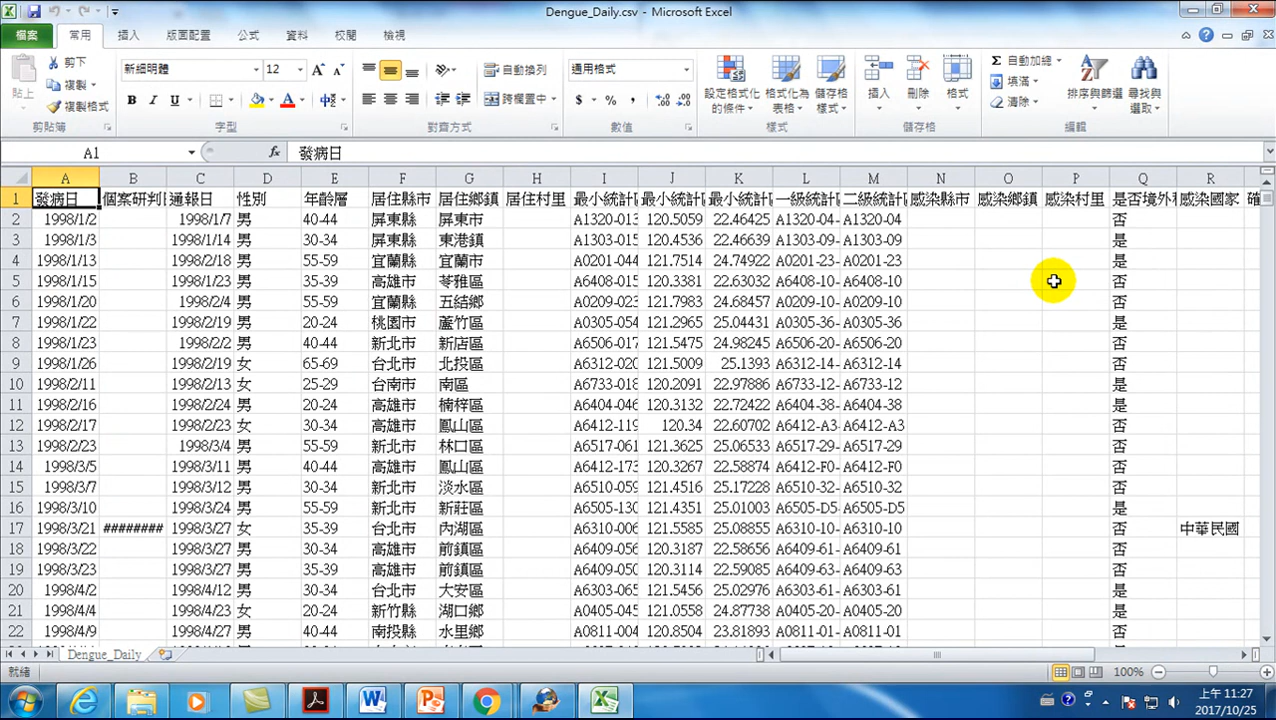 Dengue_Daily.csv - Microsoft Excel
檔案 常用 插入 版面配置 公式 資料 校閱 檢視
貼上 剪下 複製 複製格式
新細明體 12
自動換列 跨欄置中
通用格式
設定格式化的條件 格式化為表格 儲存格樣式
插入 刪除 格式
自動加總 填滿 清除
排序與篩選 尋找與選取
剪貼簿 字型 對齊方式 數值 樣式 儲存格 編輯
A1 fx 發病日
A B C D E F G H I J K L M N O P Q R
1 發病日 個案研判 通報日 性別 年齡層 居住縣市 居住鄉鎮 居住村里 最小統計區 最小統計 最小統計 一級統計區 二級統計區 感染縣市 感染鄉鎮 感染村里 是否境外移 感染國家 確
2 1998/1/2 1998/1/7 男 40-44 屏東縣 屏東市 A1320-013 120.5059 22.46425 A1320-04- A1320-04 否
3 1998/1/3 1998/1/14 男 30-34 屏東縣 東港鎮 A1303-015 120.4536 22.46639 A1303-09- A1303-09 是
4 1998/1/13 1998/2/18 男 55-59 宜蘭縣 宜蘭市 A0201-044 121.7514 24.74922 A0201-23- A0201-23 是
5 1998/1/15 1998/1/23 男 35-39 高雄市 苓雅區 A6408-015 120.3381 22.63032 A6408-10- A6408-10 否
6 1998/1/20 1998/2/4 男 55-59 宜蘭縣 五結鄉 A0209-023 121.7983 24.68457 A0209-10- A0209-10 否
7 1998/1/22 1998/2/19 男 20-24 桃園市 蘆竹區 A0305-054 121.2965 25.04431 A0305-36- A0305-36 是
8 1998/1/23 1998/2/2 男 40-44 新北市 新店區 A6506-017 121.5475 24.98245 A6506-20- A6506-20 否
9 1998/1/26 1998/2/19 女 65-69 台北市 北投區 A6312-020 121.5009 25.1393 A6312-14- A6312-14 否
10 1998/2/11 1998/2/13 女 25-29 台南市 南區 A6733-018 120.2091 22.97886 A6733-12- A6733-12 是
11 1998/2/16 1998/2/24 男 20-24 高雄市 楠梓區 A6404-046 120.3132 22.72422 A6404-38- A6404-38 是
12 1998/2/17 1998/2/23 女 30-34 高雄市 鳳山區 A6412-119 120.34 22.60702 A6412-A3- A6412-A3 否
13 1998/2/23 1998/3/4 男 55-59 新北市 林口區 A6517-061 121.3625 25.06533 A6517-29- A6517-29 是
14 1998/3/5 1998/3/11 男 40-44 高雄市 鳳山區 A6412-173 120.3267 22.58874 A6412-F0- A6412-F0 否
15 1998/3/7 1998/3/12 男 30-34 新北市 淡水區 A6510-059 121.4516 25.17228 A6510-32- A6510-32 否
16 1998/3/10 1998/3/24 男 55-59 新北市 新莊區 A6505-130 121.4351 25.01003 A6505-D5- A6505-D5 是
17 1998/3/21 ######## 1998/3/27 女 35-39 台北市 內湖區 A6310-006 121.5585 25.08855 A6310-10- A6310-10 否 中華民國
18 1998/3/22 1998/3/27 男 35-39 高雄市 前鎮區 A6409-056 120.3187 22.58656 A6409-61- A6409-61 否
19 1998/3/23 1998/3/27 男 35-39 高雄市 前鎮區 A6409-050 120.3144 22.59085 A6409-63- A6409-63 否
20 1998/4/2 1998/4/23 男 30-34 台北市 大安區 A6303-065 121.5456 25.02976 A6303-61- A6303-61 是
21 1998/4/4 1998/4/23 女 20-24 新竹縣 湖口鄉 A0405-045 121.0558 24.87738 A0405-20- A0405-20 是
22 1998/4/9 1998/4/27 男 40-44 南投縣 水里鄉 A0811-004 120.8504 23.81893 A0811-01- A0811-01 否
Dengue_Daily
就緒 100%
上午 11:27
2017/10/25